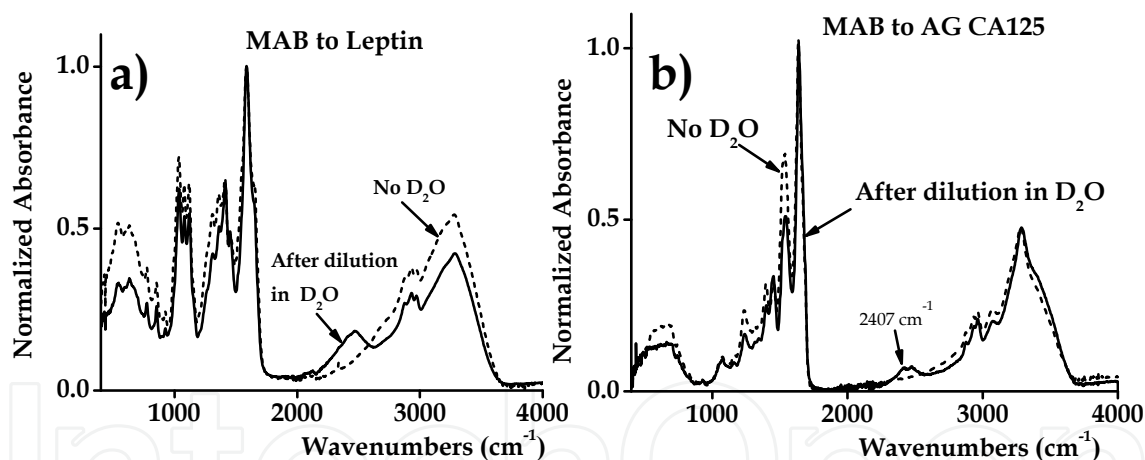 MAB to Leptin
a)
1.0
0.5
0.0
Normalized Absorbance
No D₂O
After dilution
in D₂O
1000 2000 3000 4000
Wavenumbers (cm⁻¹)
MAB to AG CA125
b)
1.0
0.5
0.0
Normalized Absorbance
No D₂O
After dilution in D₂O
2407 cm⁻¹
1000 2000 3000 4000
Wavenumbers (cm⁻¹)